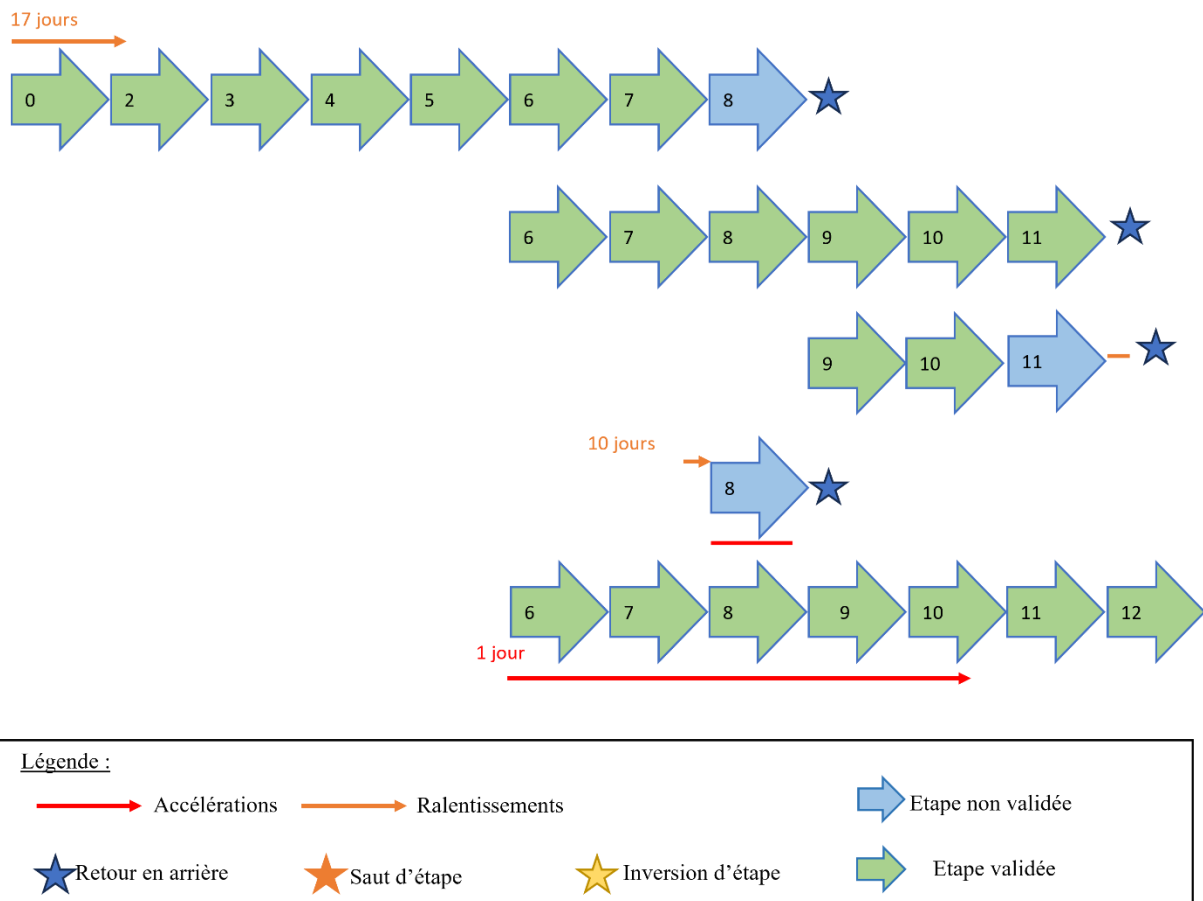 17 jours
0 2 3 4 5 6 7 8
6 7 8 9 10 11
9 10 11
10 jours
8
6 7 8 9 10 11 12
1 jour
Légende :
Accélérations Ralentissements Etape non validée
Retour en arrière Saut d’étape Inversion d’étape Etape validée